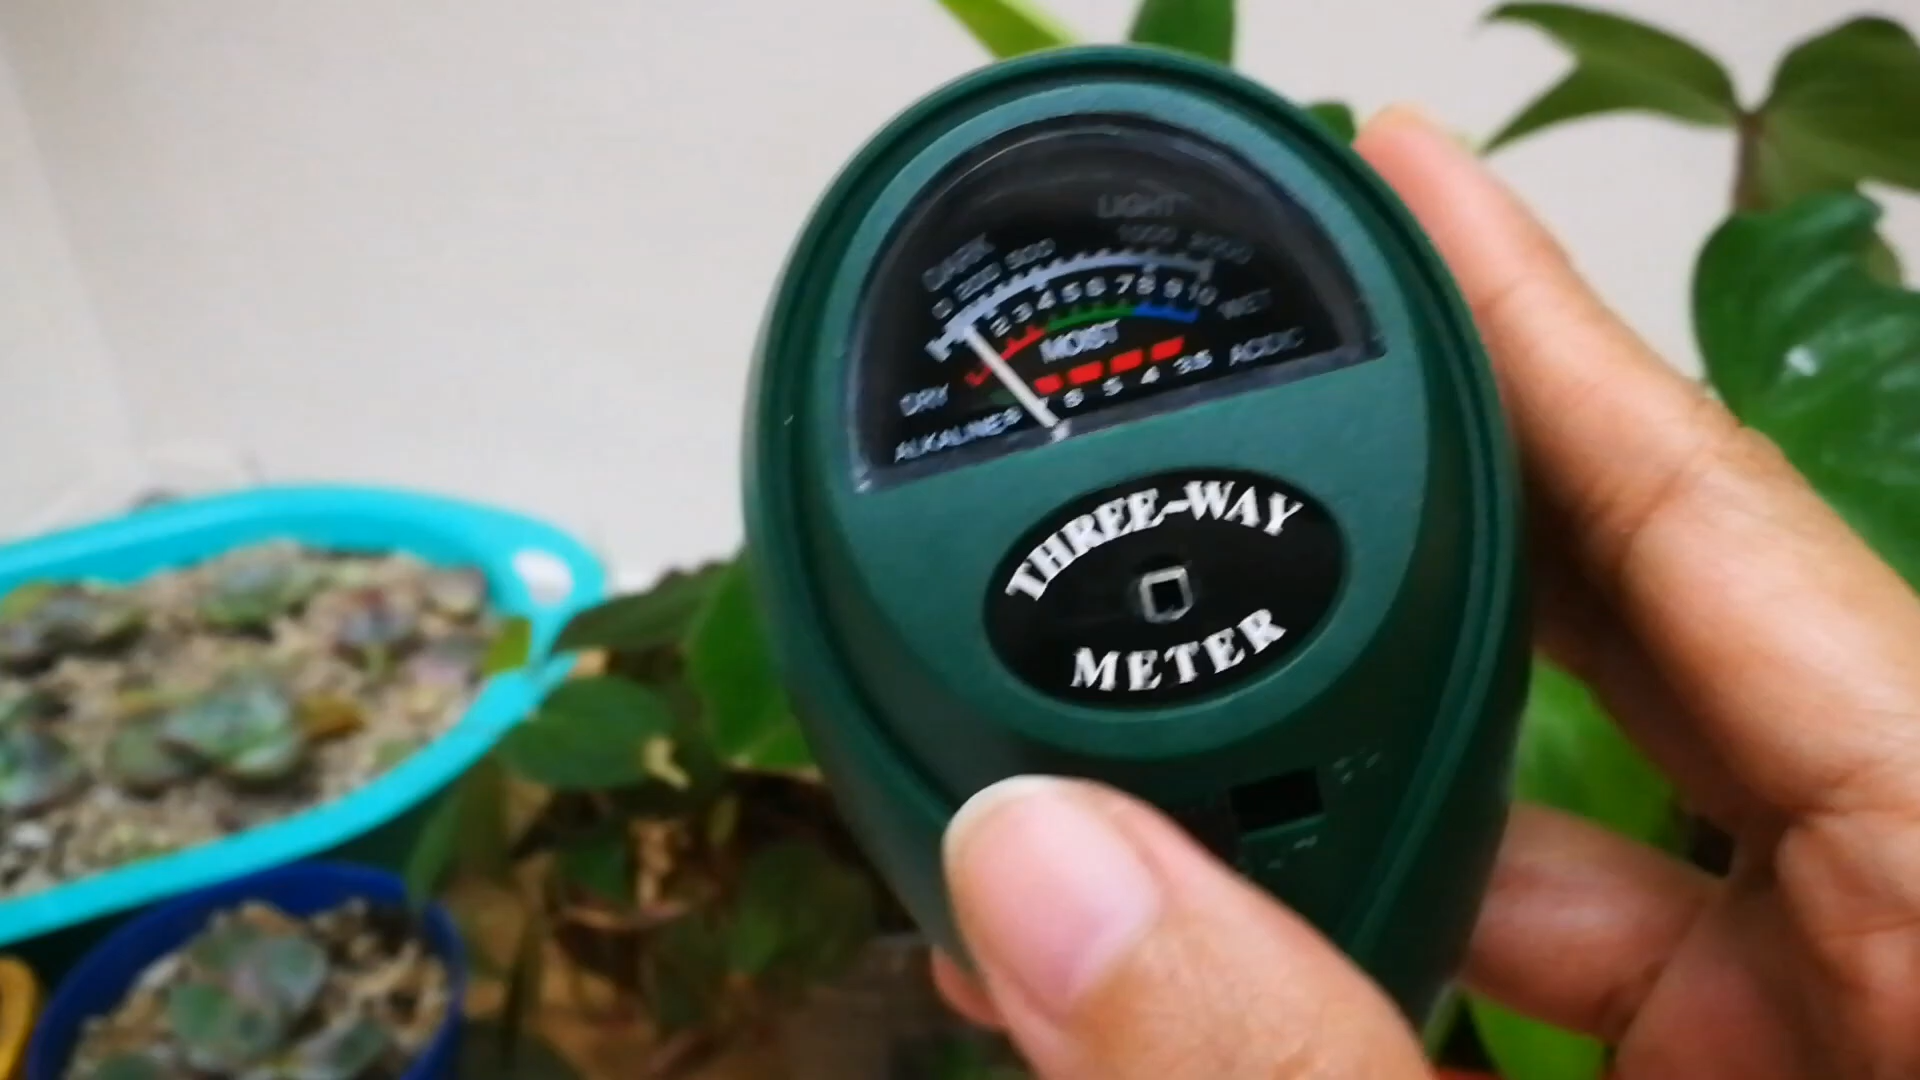 LIGHT
DARK
0 200 500 1000 2000
2 3 4 5 6 7 8 9 10 WET
MOIST
DRY
ALKALINE 8 7 6 5 4 3.5 ACIDIC
THREE-WAY
METER